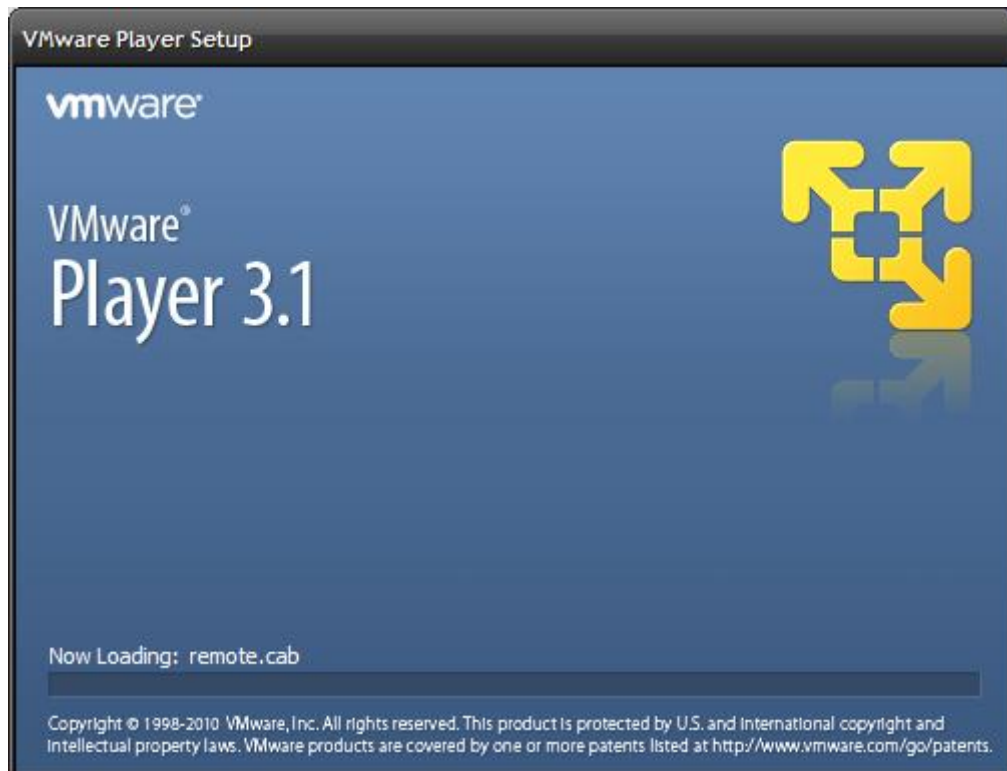 VMware Player Setup
vmware®
VMware®
Player 3.1
Now Loading: remote.cab
Copyright © 1998-2010 VMware, Inc. All rights reserved. This product is protected by U.S. and international copyright and
intellectual property laws. VMware products are covered by one or more patents listed at http://www.vmware.com/go/patents.